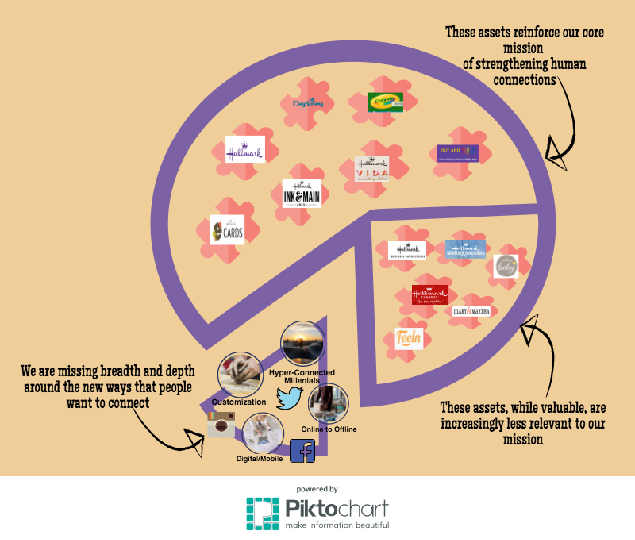 These assets reinforce our core
mission
of strengthening human
connections
DaySpring
Crayola
Hallmark
Hallmark
VIDA
Hallmark
INK & MAIN
CARDS
Hallmark
Hallmark
baby
Hallmark
Feeln
Hyper-Connected
Millenials
Customization
Online to Offline
Digital/Mobile
We are missing breadth and depth
around the new ways that people
want to connect
These assets, while valuable, are
increasingly less relevant to our
mission
powered by
Piktochart
make information beautiful